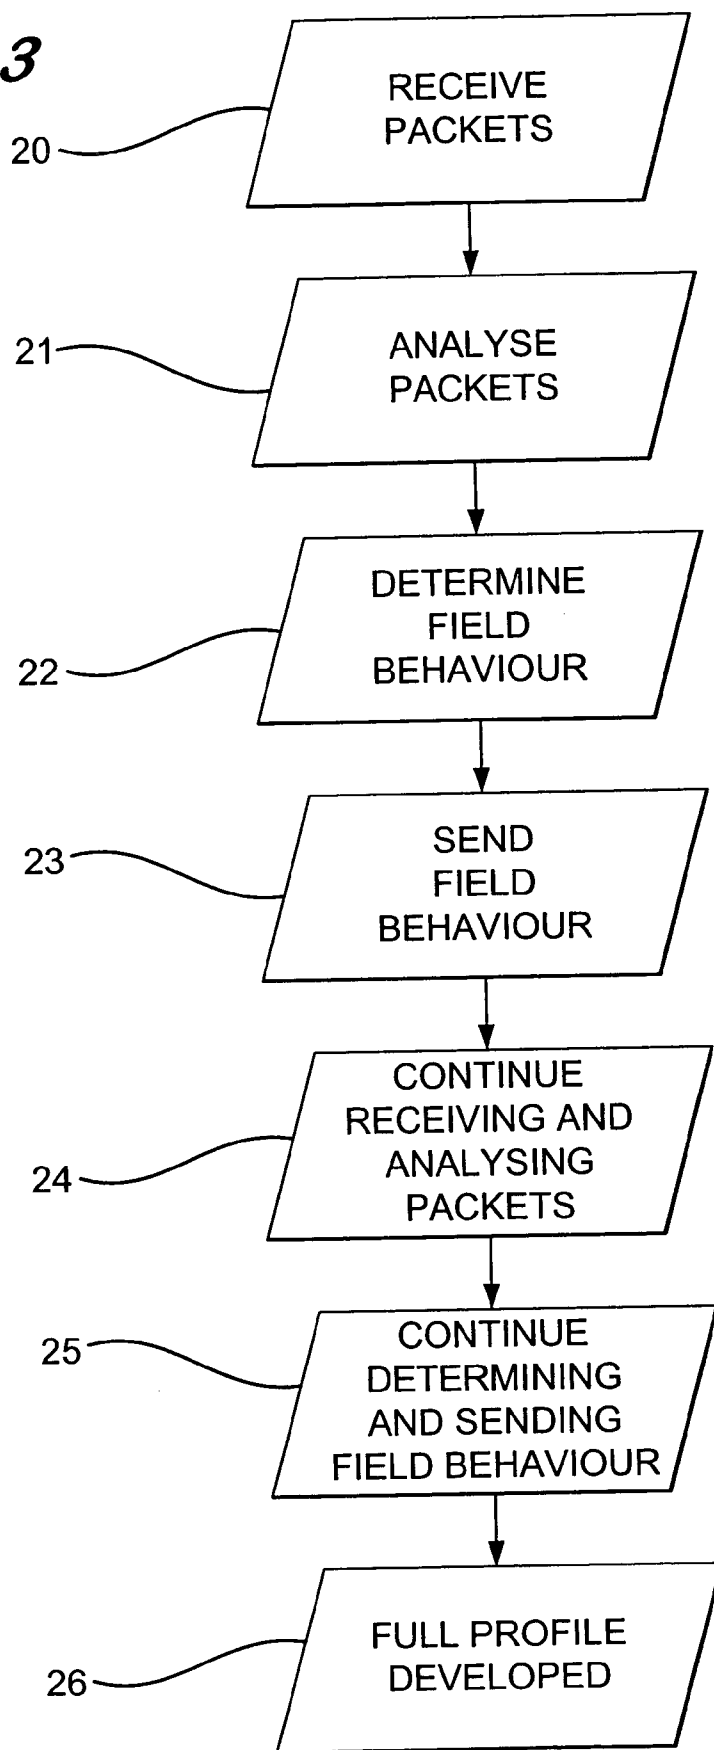 3
RECEIVE
PACKETS
20
ANALYSE
PACKETS
21
DETERMINE
FIELD
BEHAVIOUR
22
SEND
FIELD
BEHAVIOUR
23
CONTINUE
RECEIVING AND
ANALYSING
PACKETS
24
CONTINUE
DETERMINING
AND SENDING
FIELD BEHAVIOUR
25
FULL PROFILE
DEVELOPED
26